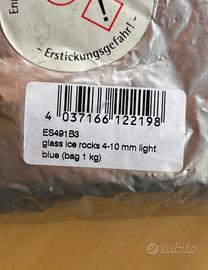 - Erstickungsgefahr! -
4 037166 122198
ES491B3
glass ice rocks 4-10 mm light
blue (bag 1 kg)
subito